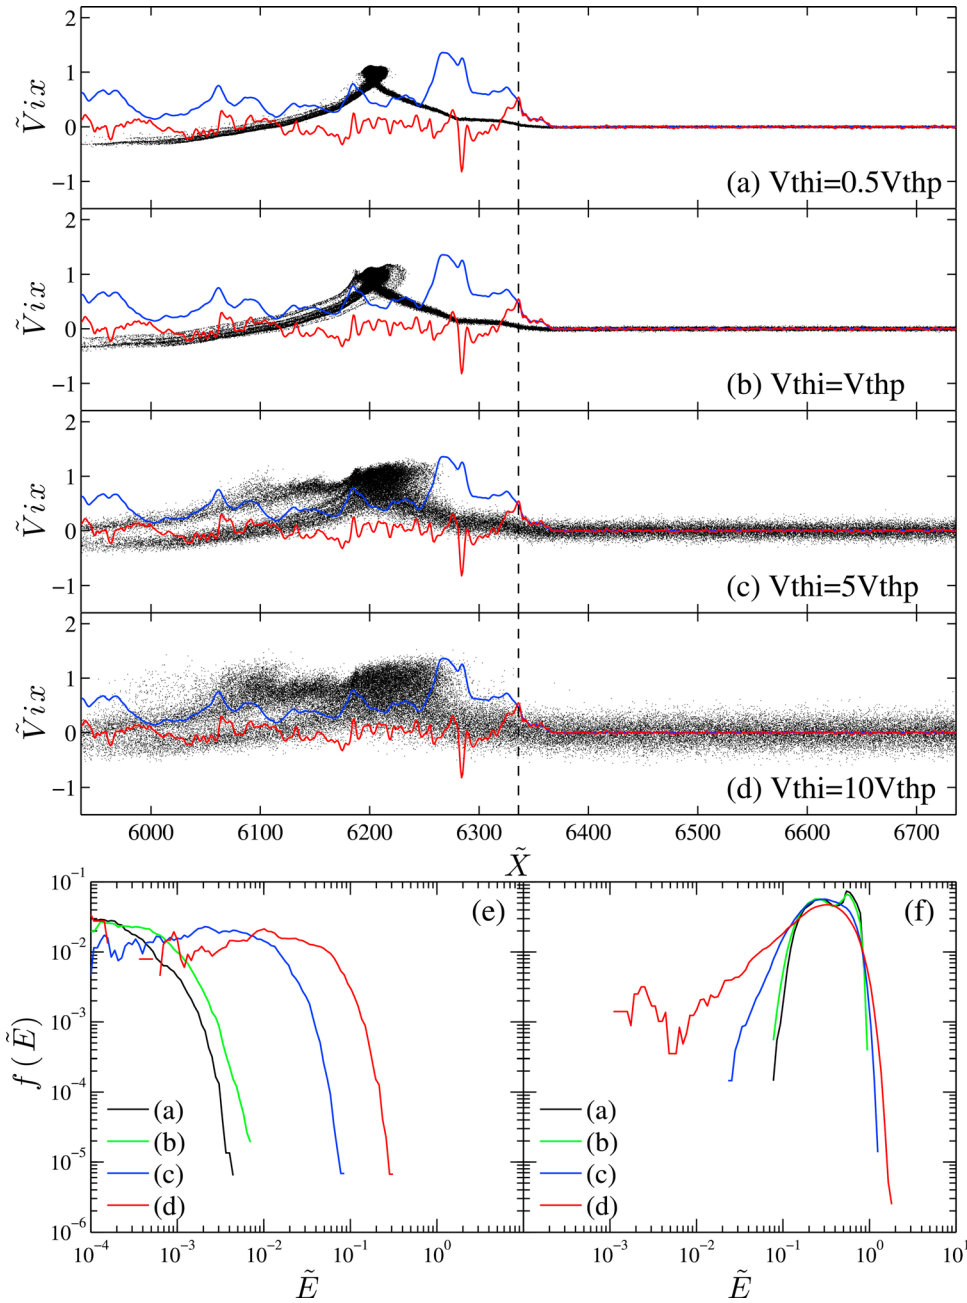 2
1
0
−1
Ṽix
(a) Vthi=0.5Vthp
2
1
0
−1
Ṽix
(b) Vthi=Vthp
2
1
0
−1
Ṽix
(c) Vthi=5Vthp
2
1
0
−1
Ṽix
(d) Vthi=10Vthp
6000 6100 6200 6300 6400 6500 6600 6700
X̃
10⁻¹
10⁻²
10⁻³
10⁻⁴
10⁻⁵
10⁻⁶
f(Ẽ)
(e)
(a)
(b)
(c)
(d)
10⁻⁴ 10⁻³ 10⁻² 10⁻¹ 10⁰
Ẽ
(f)
(a)
(b)
(c)
(d)
10⁻³ 10⁻² 10⁻¹ 10⁰ 10¹
Ẽ